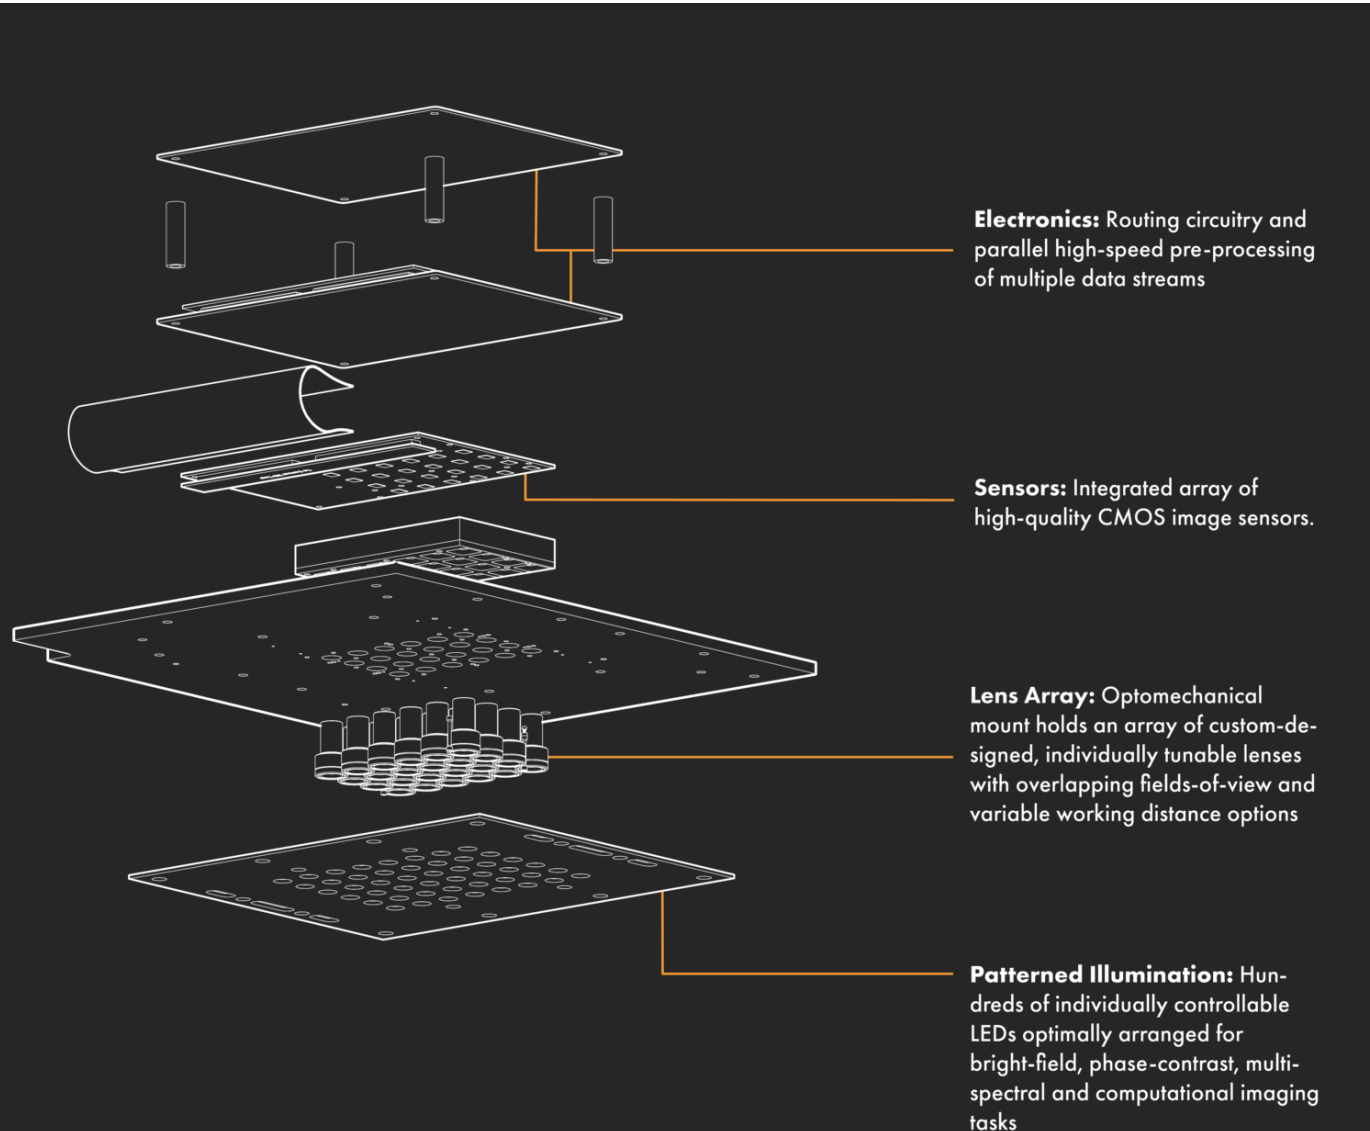 Electronics: Routing circuitry and
parallel high-speed pre-processing
of multiple data streams
Sensors: Integrated array of
high-quality CMOS image sensors.
Lens Array: Optomechanical
mount holds an array of custom-de-
signed, individually tunable lenses
with overlapping fields-of-view and
variable working distance options
Patterned Illumination: Hun-
dreds of individually controllable
LEDs optimally arranged for
bright-field, phase-contrast, multi-
spectral and computational imaging
tasks